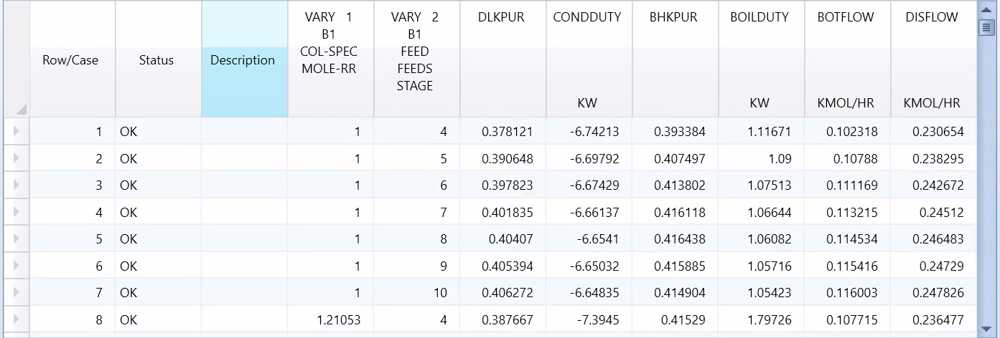 Row/Case Status Description VARY 1 B1 COL-SPEC MOLE-RR VARY 2 B1 FEED FEEDS STAGE DLKPUR CONDDUTY KW BHKPUR BOILDUTY KW BOTFLOW KMOL/HR DISFLOW KMOL/HR
1 OK 1 4 0.378121 -6.74213 0.393384 1.11671 0.102318 0.230654
2 OK 1 5 0.390648 -6.69792 0.407497 1.09 0.10788 0.238295
3 OK 1 6 0.397823 -6.67429 0.413802 1.07513 0.111169 0.242672
4 OK 1 7 0.401835 -6.66137 0.416118 1.06644 0.113215 0.24512
5 OK 1 8 0.40407 -6.6541 0.416438 1.06082 0.114534 0.246483
6 OK 1 9 0.405394 -6.65032 0.415885 1.05716 0.115416 0.24729
7 OK 1 10 0.406272 -6.64835 0.414904 1.05423 0.116003 0.247826
8 OK 1.21053 4 0.387667 -7.3945 0.41529 1.79726 0.107715 0.236477